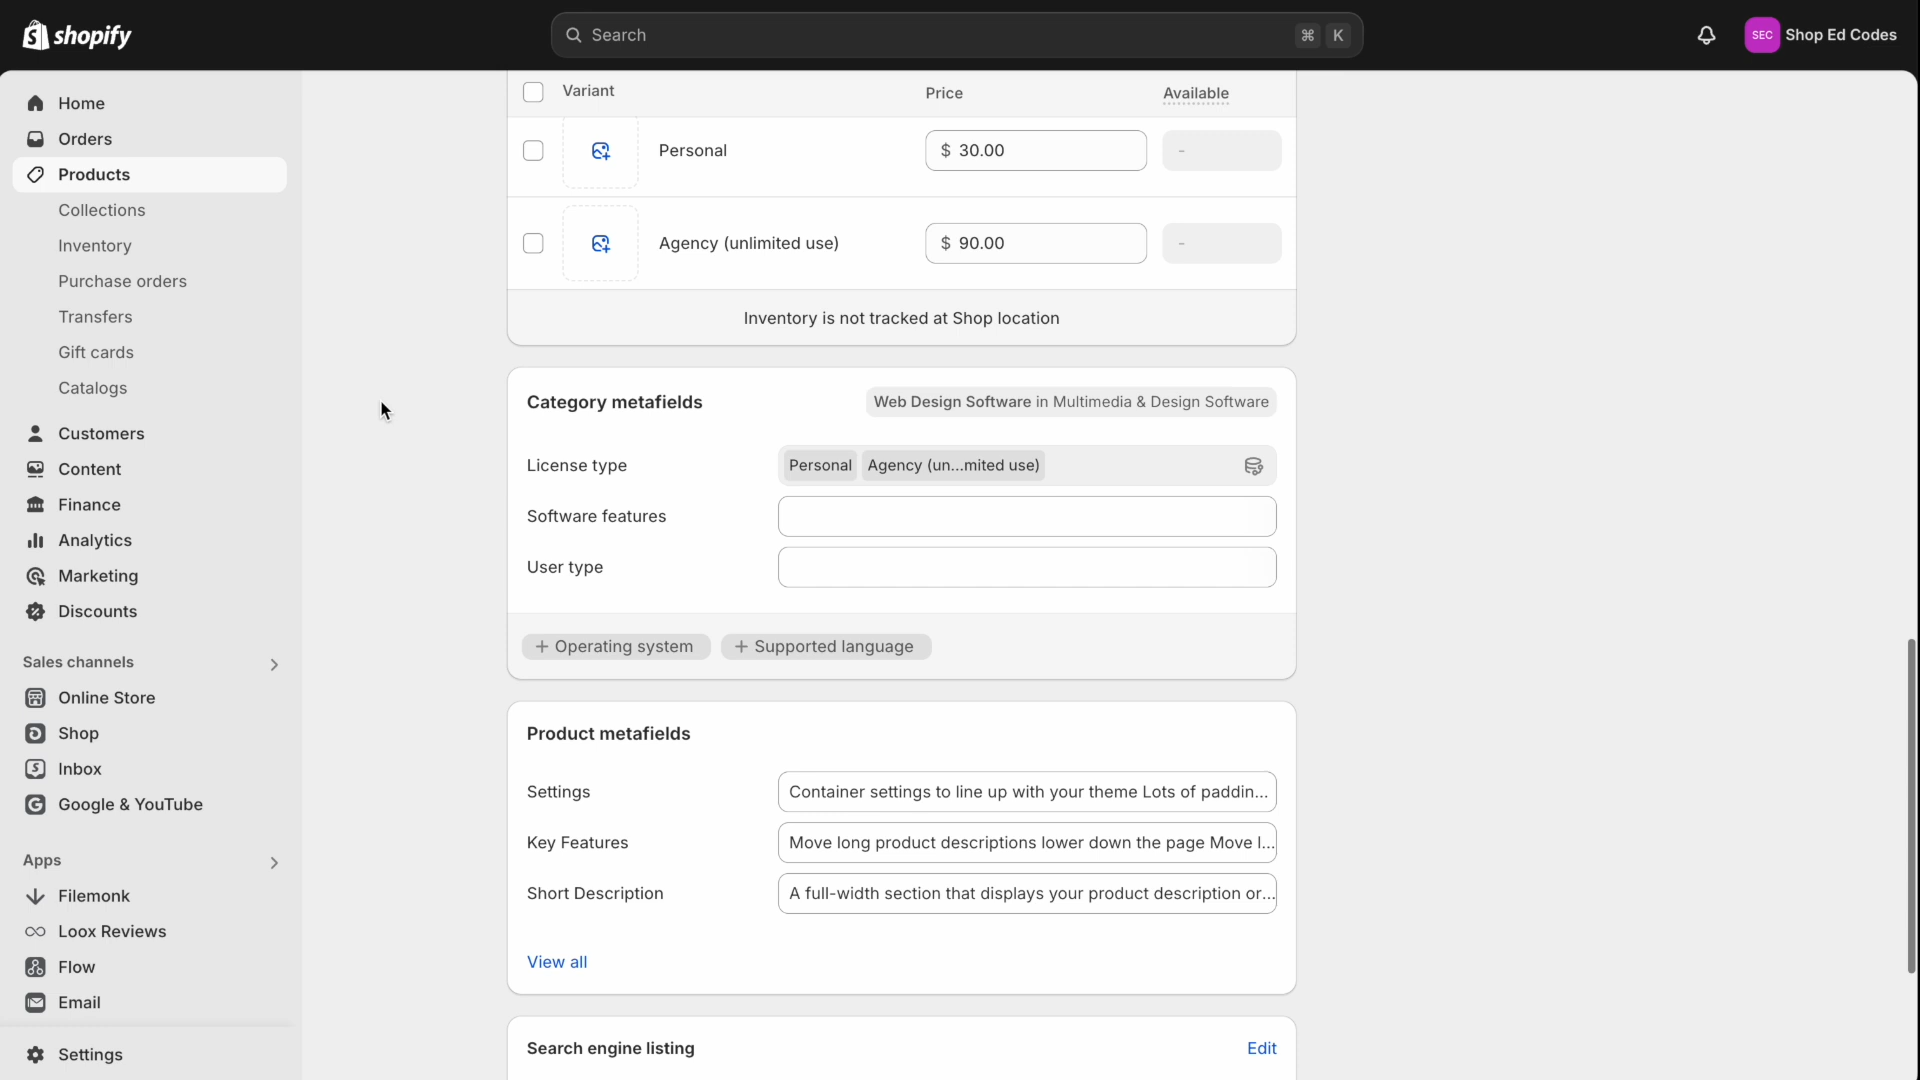 shopify
Search
⌘ K
SEC Shop Ed Codes
Home
Orders
Products
Collections
Inventory
Purchase orders
Transfers
Gift cards
Catalogs
Customers
Content
Finance
Analytics
Marketing
Discounts
Sales channels
Online Store
Shop
Inbox
Google & YouTube
Apps
Filemonk
Loox Reviews
Flow
Email
Settings
Variant Price Available
Personal $ 30.00 -
Agency (unlimited use) $ 90.00 -
Inventory is not tracked at Shop location
Category metafields Web Design Software in Multimedia & Design Software
License type Personal Agency (un...mited use)
Software features
User type
+ Operating system + Supported language
Product metafields
Settings Container settings to line up with your theme Lots of paddin...
Key Features Move long product descriptions lower down the page Move l...
Short Description A full-width section that displays your product description or...
View all
Search engine listing Edit